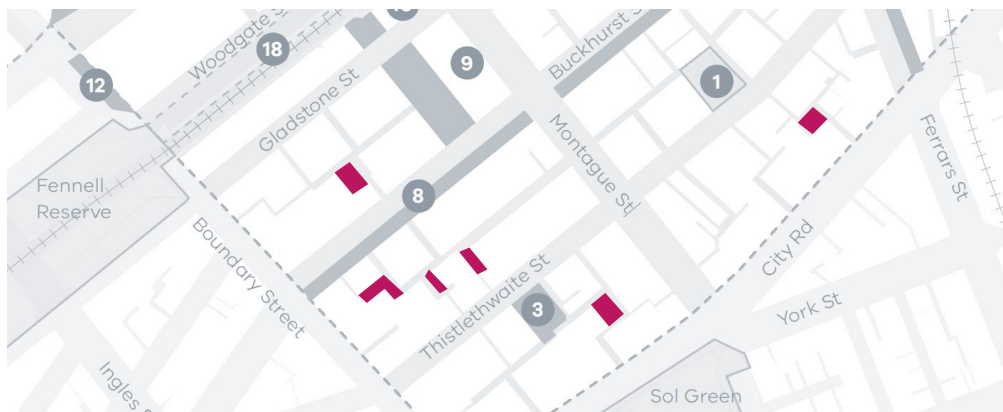 Woodgate S
18
12
Gladstone St
9
Buckhurst S
1
Fennell
Reserve
8
Montague St
Ferrars St
Boundary Street
City Rd
Thistlethwaite St
3
York St
Ingles S
Sol Green